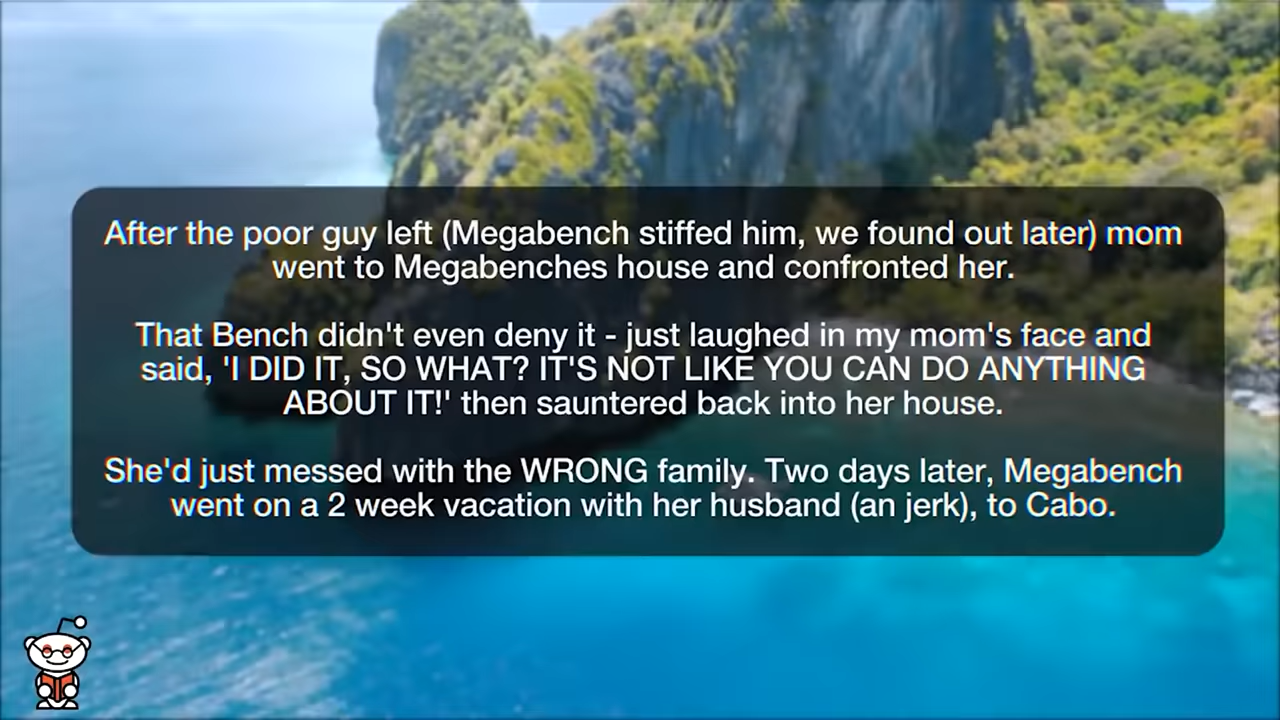 After the poor guy left (Megabench stiffed him, we found out later) mom
went to Megabenches house and confronted her.
That Bench didn't even deny it - just laughed in my mom's face and
said, 'I DID IT, SO WHAT? IT'S NOT LIKE YOU CAN DO ANYTHING
ABOUT IT!' then sauntered back into her house.
She'd just messed with the WRONG family. Two days later, Megabench
went on a 2 week vacation with her husband (an jerk), to Cabo.